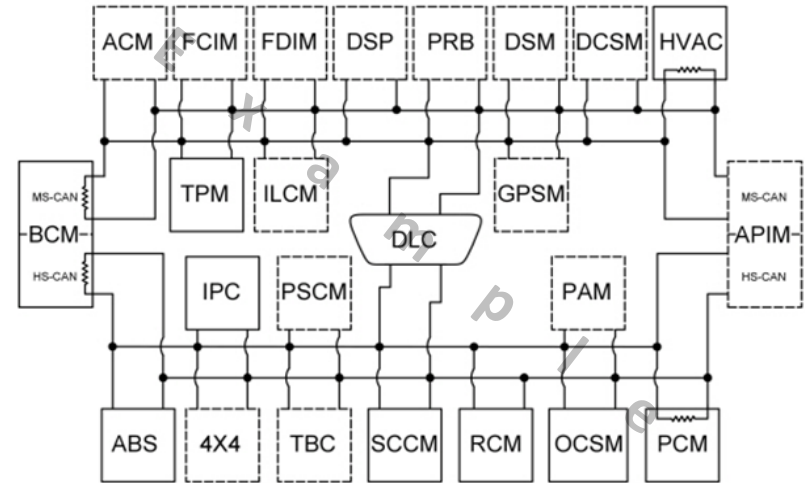 ACM FCIM FDIM DSP PRB DSM DCSM HVAC
TPM ILCM GPSM
MS-CAN MS-CAN
BCM DLC APIM
HS-CAN HS-CAN
IPC PSCM PAM
ABS 4X4 TBC SCCM RCM OCSM PCM
Example